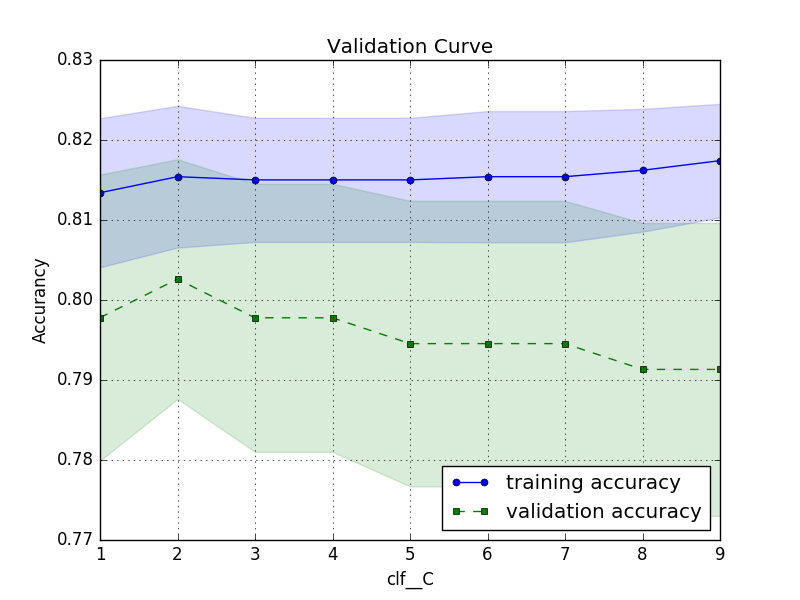 Validation Curve
0.83
0.82
0.81
0.80
0.79
0.78
0.77
Accurancy
training accuracy
validation accuracy
1 2 3 4 5 6 7 8 9
clf__C